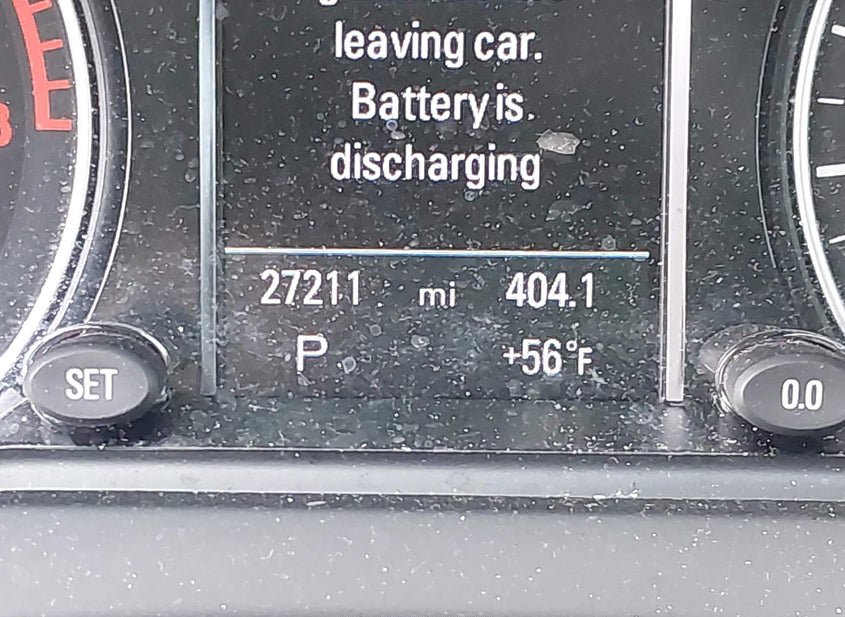 leaving car.
Battery is.
discharging
27211 mi 404.1
P +56°F
SET
0.0